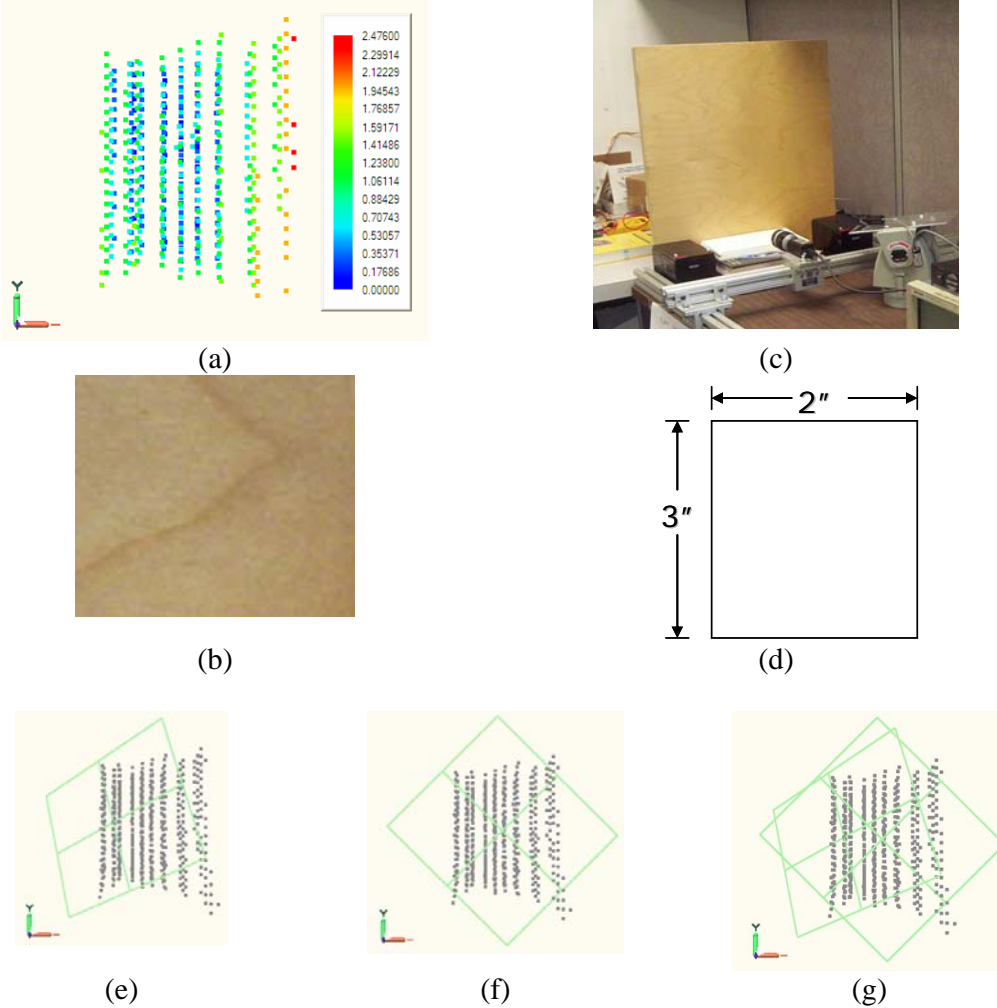 2.47600
2.29914
2.12229
1.94543
1.76857
1.59171
1.41486
1.23800
1.06114
0.88429
0.70743
0.53057
0.35371
0.17686
0.00000
Y
(a)
(c)
2"
3"
(b)
(d)
Y
Y
Y
(e)
(f)
(g)